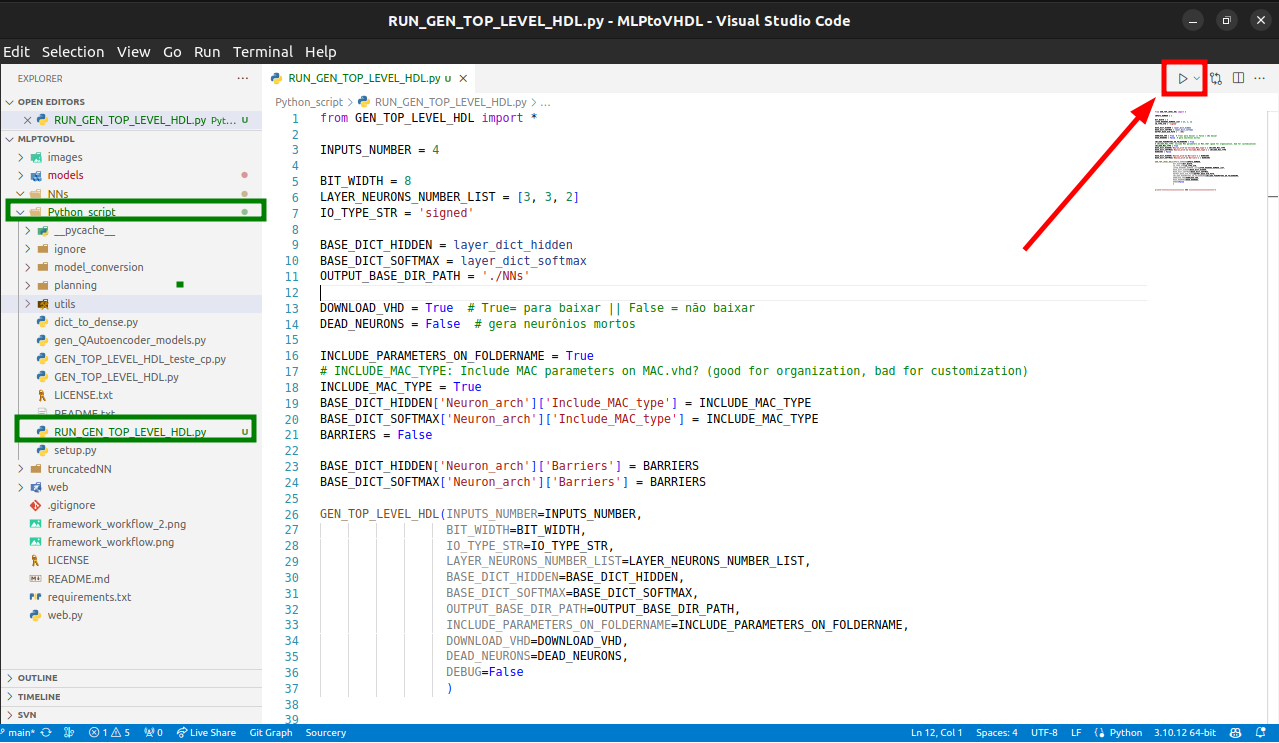 RUN_GEN_TOP_LEVEL_HDL.py - MLPtoVHDL - Visual Studio Code
Edit Selection View Go Run Terminal Help
EXPLORER
OPEN EDITORS
RUN_GEN_TOP_LEVEL_HDL.py Pyt... U
MLPTOVHDL
images
models
NNs
Python_script
__pycache__
ignore
model_conversion
planning
utils
dict_to_dense.py
gen_QAutoencoder_models.py
GEN_TOP_LEVEL_HDL_teste_cp.py
GEN_TOP_LEVEL_HDL.py
LICENSE.txt
README.txt
RUN_GEN_TOP_LEVEL_HDL.py U
setup.py
truncatedNN
web
.gitignore
framework_workflow_2.png
framework_workflow.png
LICENSE
README.md
requirements.txt
web.py
OUTLINE
TIMELINE
SVN
RUN_GEN_TOP_LEVEL_HDL.py U
Python_script > RUN_GEN_TOP_LEVEL_HDL.py > ...
1 from GEN_TOP_LEVEL_HDL import *
2
3 INPUTS_NUMBER = 4
4
5 BIT_WIDTH = 8
6 LAYER_NEURONS_NUMBER_LIST = [3, 3, 2]
7 IO_TYPE_STR = 'signed'
8
9 BASE_DICT_HIDDEN = layer_dict_hidden
10 BASE_DICT_SOFTMAX = layer_dict_softmax
11 OUTPUT_BASE_DIR_PATH = './NNs'
12
13 DOWNLOAD_VHD = True  # True= para baixar || False = não baixar
14 DEAD_NEURONS = False  # gera neurônios mortos
15
16 INCLUDE_PARAMETERS_ON_FOLDERNAME = True
17 # INCLUDE_MAC_TYPE: Include MAC parameters on MAC.vhd? (good for organization, bad for customization)
18 INCLUDE_MAC_TYPE = True
19 BASE_DICT_HIDDEN['Neuron_arch']['Include_MAC_type'] = INCLUDE_MAC_TYPE
20 BASE_DICT_SOFTMAX['Neuron_arch']['Include_MAC_type'] = INCLUDE_MAC_TYPE
21 BARRIERS = False
22
23 BASE_DICT_HIDDEN['Neuron_arch']['Barriers'] = BARRIERS
24 BASE_DICT_SOFTMAX['Neuron_arch']['Barriers'] = BARRIERS
25
26 GEN_TOP_LEVEL_HDL(INPUTS_NUMBER=INPUTS_NUMBER,
27 BIT_WIDTH=BIT_WIDTH,
28 IO_TYPE_STR=IO_TYPE_STR,
29 LAYER_NEURONS_NUMBER_LIST=LAYER_NEURONS_NUMBER_LIST,
30 BASE_DICT_HIDDEN=BASE_DICT_HIDDEN,
31 BASE_DICT_SOFTMAX=BASE_DICT_SOFTMAX,
32 OUTPUT_BASE_DIR_PATH=OUTPUT_BASE_DIR_PATH,
33 INCLUDE_PARAMETERS_ON_FOLDERNAME=INCLUDE_PARAMETERS_ON_FOLDERNAME,
34 DOWNLOAD_VHD=DOWNLOAD_VHD,
35 DEAD_NEURONS=DEAD_NEURONS,
36 DEBUG=False
37 )
38
39
main* 1 5 0 Live Share Git Graph Sourcery Ln 12, Col 1 Spaces: 4 UTF-8 LF Python 3.10.12 64-bit